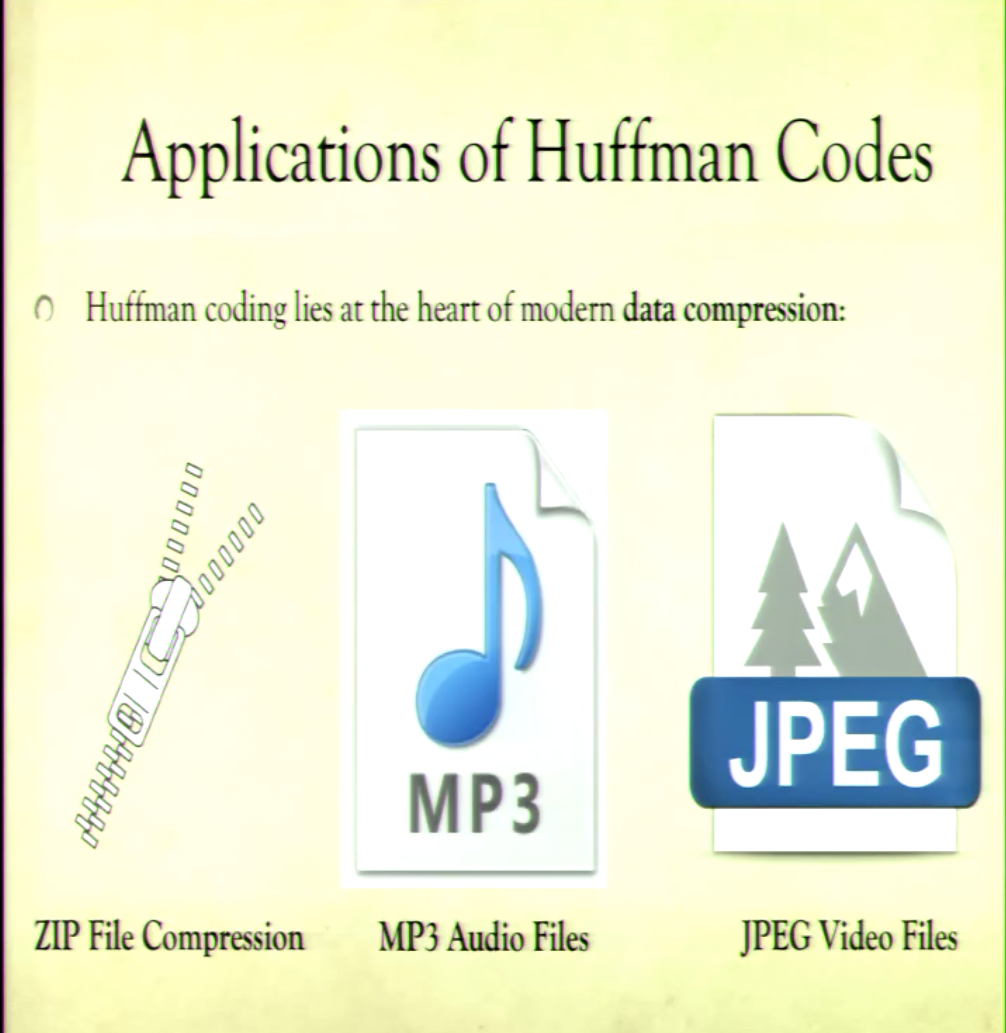 Applications of Huffman Codes
Huffman coding lies at the heart of modern data compression:
MP3
JPEG
ZIP File Compression
MP3 Audio Files
JPEG Video Files